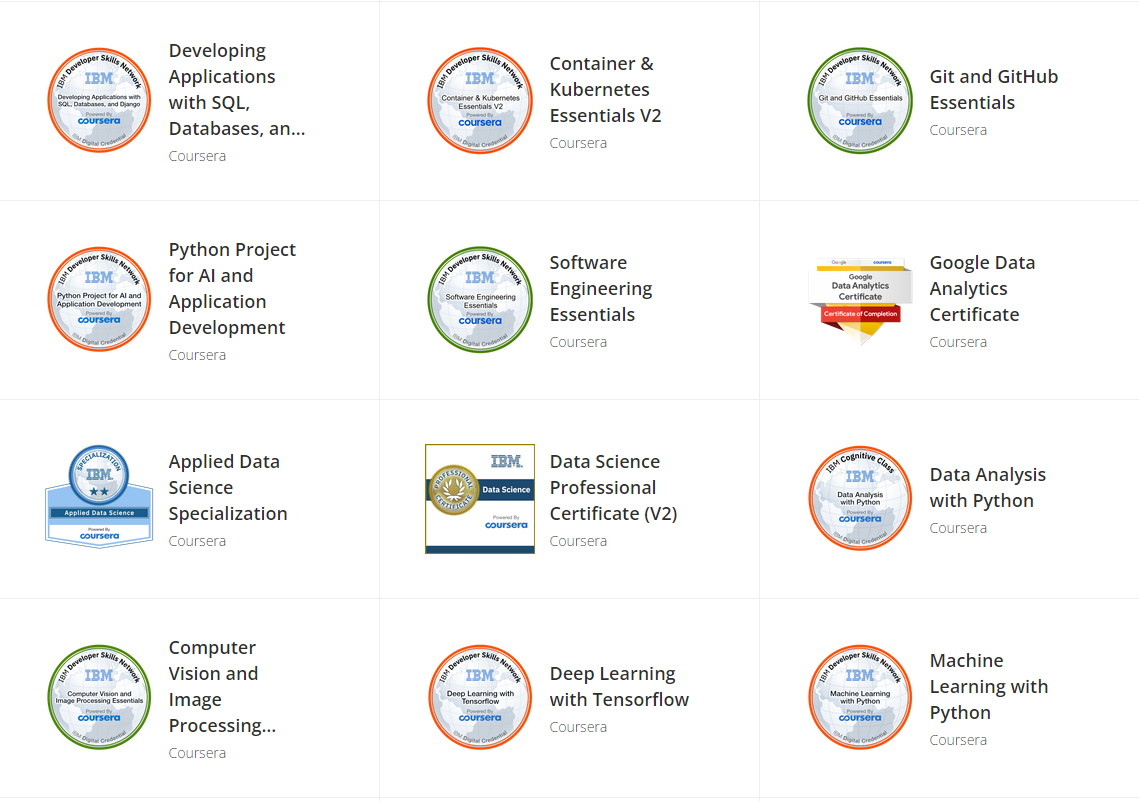 IBM Developer Skills Network
IBM
Developing Applications with
SQL, Databases, and Django
Powered By
coursera
IBM Digital Credential
Developing
Applications
with SQL,
Databases, an...
Coursera
IBM Developer Skills Network
IBM
Container & Kubernetes
Essentials V2
Powered By
coursera
IBM Digital Credential
Container &
Kubernetes
Essentials V2
Coursera
IBM Developer Skills Network
IBM
Git and GitHub Essentials
Powered By
coursera
IBM Digital Credential
Git and GitHub
Essentials
Coursera
IBM Developer Skills Network
IBM
Python Project for AI and
Application Development
Powered By
coursera
IBM Digital Credential
Python Project
for AI and
Application
Development
Coursera
IBM Developer Skills Network
IBM
Software Engineering
Essentials
Powered By
coursera
IBM Digital Credential
Software
Engineering
Essentials
Coursera
Google coursera
Google
Data Analytics
Certificate
Certificate of Completion
Google Data
Analytics
Certificate
Coursera
SPECIALIZATION
IBM
Applied Data Science
Powered By
coursera
Applied Data
Science
Specialization
Coursera
IBM
PROFESSIONAL
CERTIFICATE
Data Science
Powered By
coursera
Data Science
Professional
Certificate (V2)
Coursera
IBM Cognitive Class
IBM
Data Analysis
with Python
Powered By
coursera
IBM Digital Credential
Data Analysis
with Python
Coursera
IBM Developer Skills Network
IBM
Computer Vision and
Image Processing Essentials
Powered By
coursera
IBM Digital Credential
Computer
Vision and
Image
Processing...
Coursera
IBM Developer Skills Network
IBM
Deep Learning with
Tensorflow
Powered By
coursera
IBM Digital Credential
Deep Learning
with Tensorflow
Coursera
IBM Developer Skills Network
IBM
Machine Learning
with Python
Powered By
coursera
IBM Digital Credential
Machine
Learning with
Python
Coursera